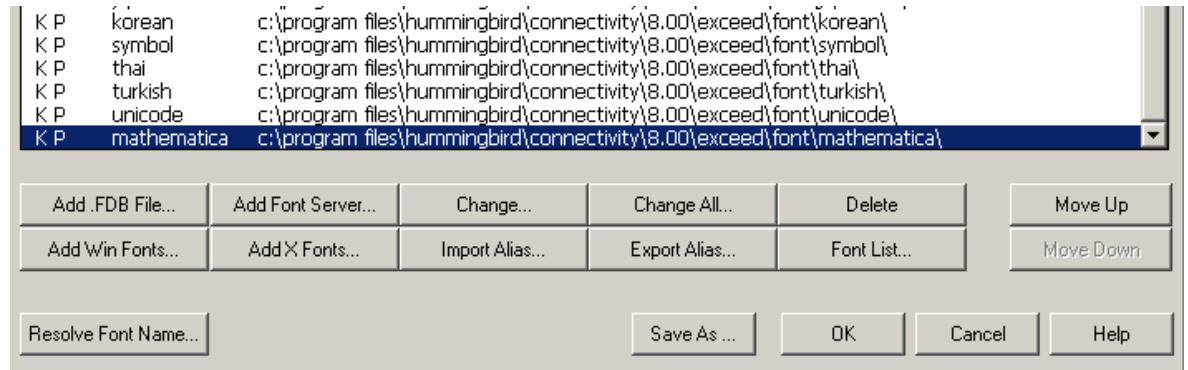 K P korean c:\program files\hummingbird\connectivity\8.00\exceed\font\korean\
K P symbol c:\program files\hummingbird\connectivity\8.00\exceed\font\symbol\
K P thai c:\program files\hummingbird\connectivity\8.00\exceed\font\thai\
K P turkish c:\program files\hummingbird\connectivity\8.00\exceed\font\turkish\
K P unicode c:\program files\hummingbird\connectivity\8.00\exceed\font\unicode\
K P mathematica c:\program files\hummingbird\connectivity\8.00\exceed\font\mathematica\
Add .FDB File... Add Font Server... Change... Change All... Delete Move Up
Add Win Fonts... Add X Fonts... Import Alias... Export Alias... Font List... Move Down
Resolve Font Name... Save As ... OK Cancel Help